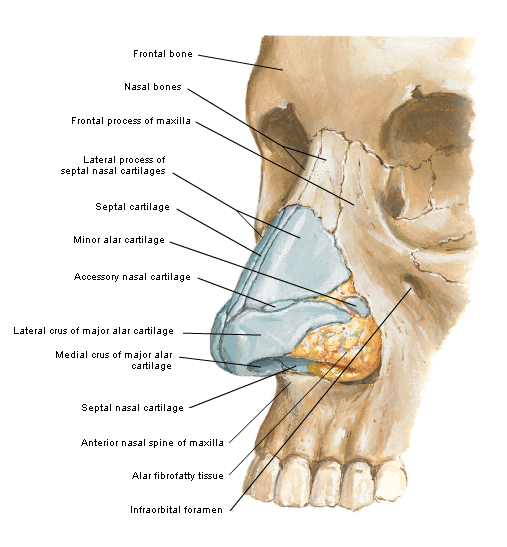 Frontal bone
Nasal bones
Frontal process of maxilla
Lateral process of
septal nasal cartilages
Septal cartilage
Minor alar cartilage
Accessory nasal cartilage
Lateral crus of major alar cartilage
Medial crus of major alar
cartilage
Septal nasal cartilage
Anterior nasal spine of maxilla
Alar fibrofatty tissue
Infraorbital foramen